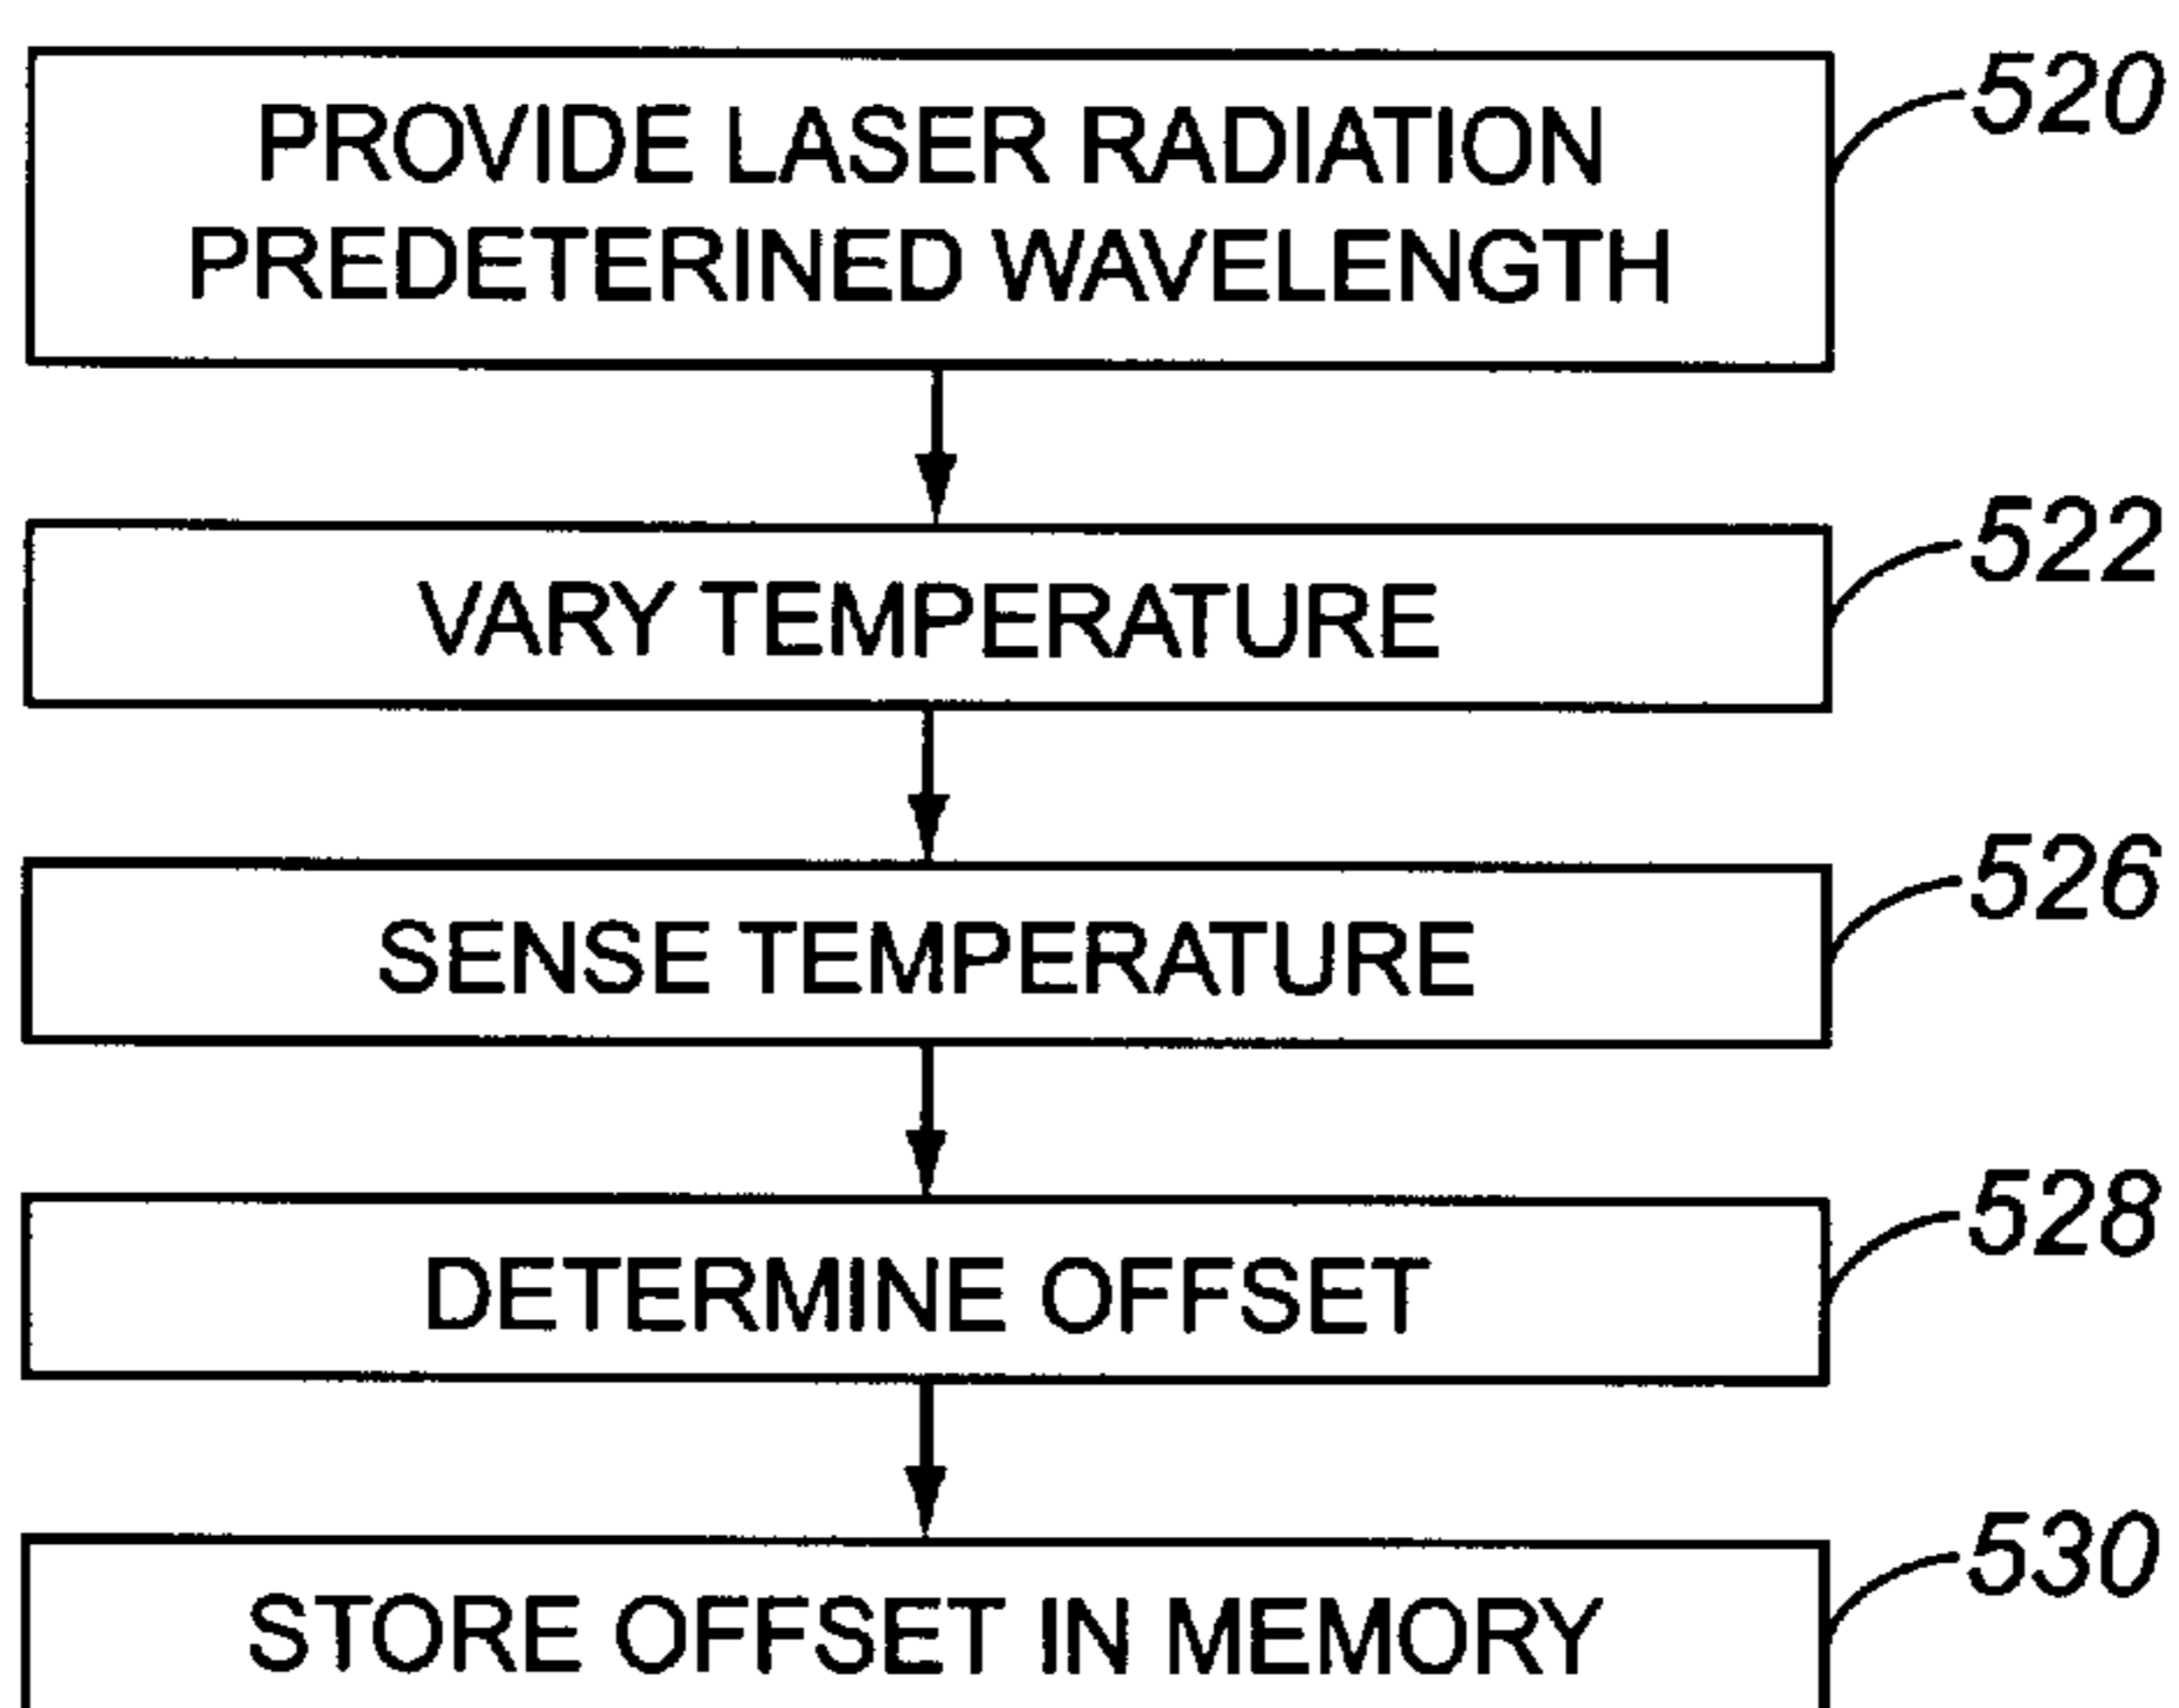 PROVIDE LASER RADIATION 520
PREDETERINED WAVELENGTH
VARY TEMPERATURE 522
SENSE TEMPERATURE 526
DETERMINE OFFSET 528
STORE OFFSET IN MEMORY 530